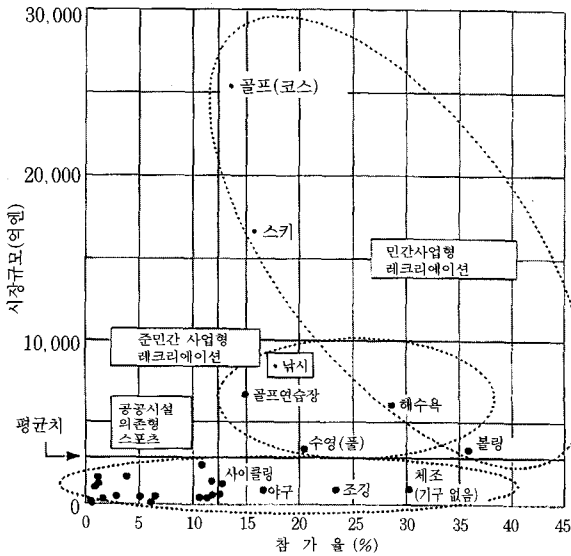 30,000
골프(코스)
20,000
스키
민간사업형
레크리에이션
시장규모(억엔)
10,000
준민간 사업형
레크리에이션
낚시
골프연습장
해수욕
공공시설
의존형
스포츠
평균치
수영(풀)
볼링
사이클링
야구
조깅
체조
(기구 없음)
0
0 5 10 15 20 25 30 35 40 45
참 가 율 (%)